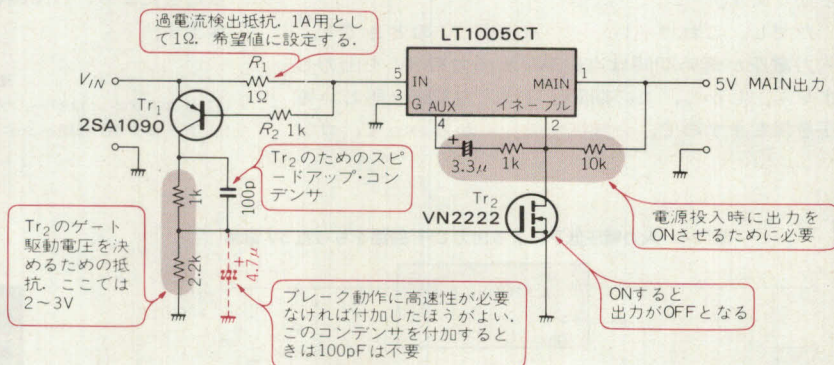 過電流検出抵抗．1A用とし
て1Ω．希望値に設定する．
LT1005CT
VIN
R1
1Ω
5
IN
MAIN
1
5V MAIN出力
3
G
AUX
イネーブル
4
2
Tr1
2SA1090
R2 1k
+
3.3μ
1k
10k
Tr2のためのスピ
ードアップ・コン
デンサ
1k
100p
Tr2
VN2222
電源投入時に出力を
ONさせるために必要
Tr2のゲート
駆動電圧を決
めるための抵
抗．ここでは
2～3V
2.2k
+
4.7μ
ブレーク動作に高速性が必要
なければ付加したほうがよい．
このコンデンサを付加すると
きは100pFは不要
ONすると
出力がOFFとなる